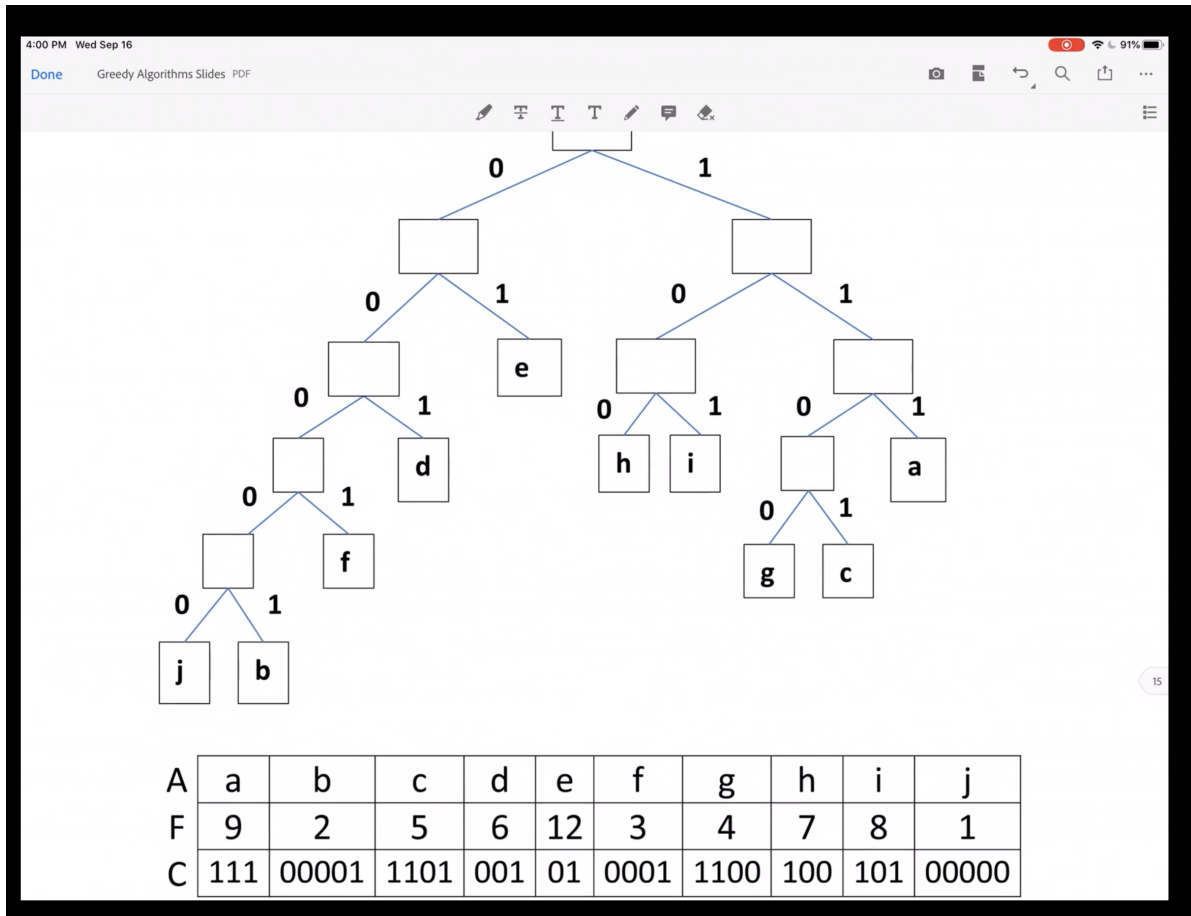 4:00 PM Wed Sep 16
91%
Done Greedy Algorithms Slides PDF
T T T
0 1
0 1 0 1
e
0 1 0 1 0 1
d h i a
0 1 0 1
f g c
0 1
j b
15
A a b c d e f g h i j
F 9 2 5 6 12 3 4 7 8 1
C 111 00001 1101 001 01 0001 1100 100 101 00000